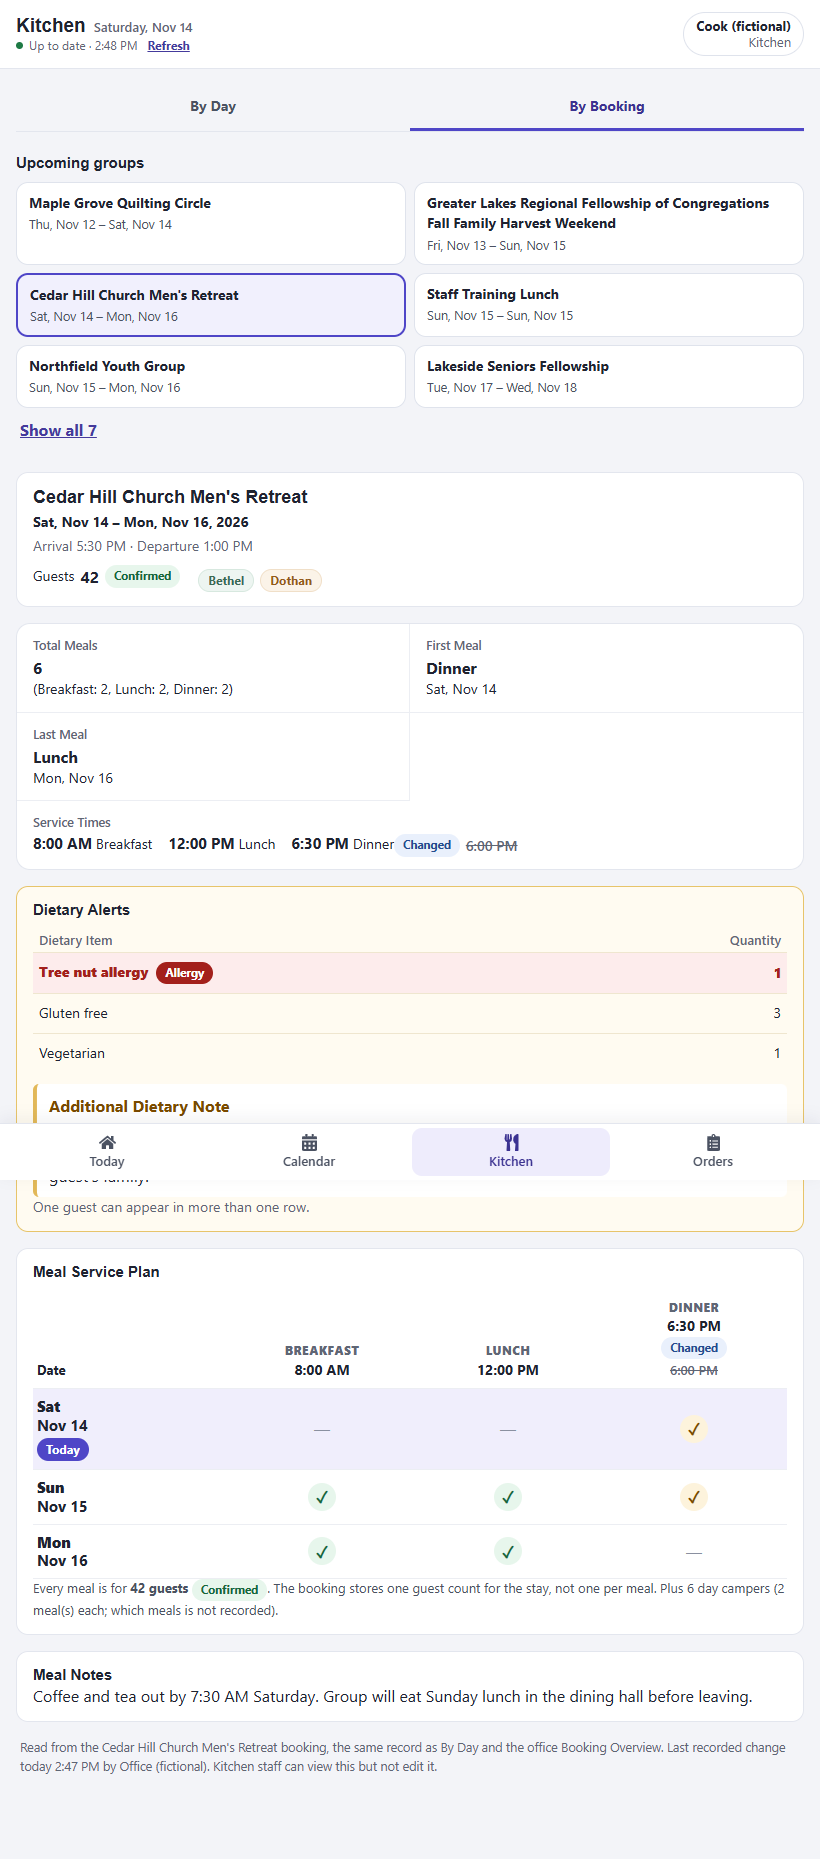 Kitchen Saturday, Nov 14
Up to date · 2:48 PM Refresh
Cook (fictional)
Kitchen
By Day
By Booking
Upcoming groups
Maple Grove Quilting Circle
Thu, Nov 12 – Sat, Nov 14
Greater Lakes Regional Fellowship of Congregations
Fall Family Harvest Weekend
Fri, Nov 13 – Sun, Nov 15
Cedar Hill Church Men's Retreat
Sat, Nov 14 – Mon, Nov 16
Staff Training Lunch
Sun, Nov 15 – Sun, Nov 15
Northfield Youth Group
Sun, Nov 15 – Mon, Nov 16
Lakeside Seniors Fellowship
Tue, Nov 17 – Wed, Nov 18
Show all 7
Cedar Hill Church Men's Retreat
Sat, Nov 14 – Mon, Nov 16, 2026
Arrival 5:30 PM · Departure 1:00 PM
Guests 42 Confirmed Bethel Dothan
Total Meals
6
(Breakfast: 2, Lunch: 2, Dinner: 2)
First Meal
Dinner
Sat, Nov 14
Last Meal
Lunch
Mon, Nov 16
Service Times
8:00 AM Breakfast 12:00 PM Lunch 6:30 PM Dinner Changed 6:00 PM
Dietary Alerts
Dietary Item Quantity
Tree nut allergy Allergy 1
Gluten free 3
Vegetarian 1
Additional Dietary Note
Today
Calendar
Kitchen
Orders
guest's family.
One guest can appear in more than one row.
Meal Service Plan
Date
BREAKFAST
8:00 AM
LUNCH
12:00 PM
DINNER
6:30 PM
Changed
6:00 PM
Sat
Nov 14
Today
— — ✓
Sun
Nov 15
✓ ✓ ✓
Mon
Nov 16
✓ ✓ —
Every meal is for 42 guests Confirmed . The booking stores one guest count for the stay, not one per meal. Plus 6 day campers (2
meal(s) each; which meals is not recorded).
Meal Notes
Coffee and tea out by 7:30 AM Saturday. Group will eat Sunday lunch in the dining hall before leaving.
Read from the Cedar Hill Church Men's Retreat booking, the same record as By Day and the office Booking Overview. Last recorded change
today 2:47 PM by Office (fictional). Kitchen staff can view this but not edit it.